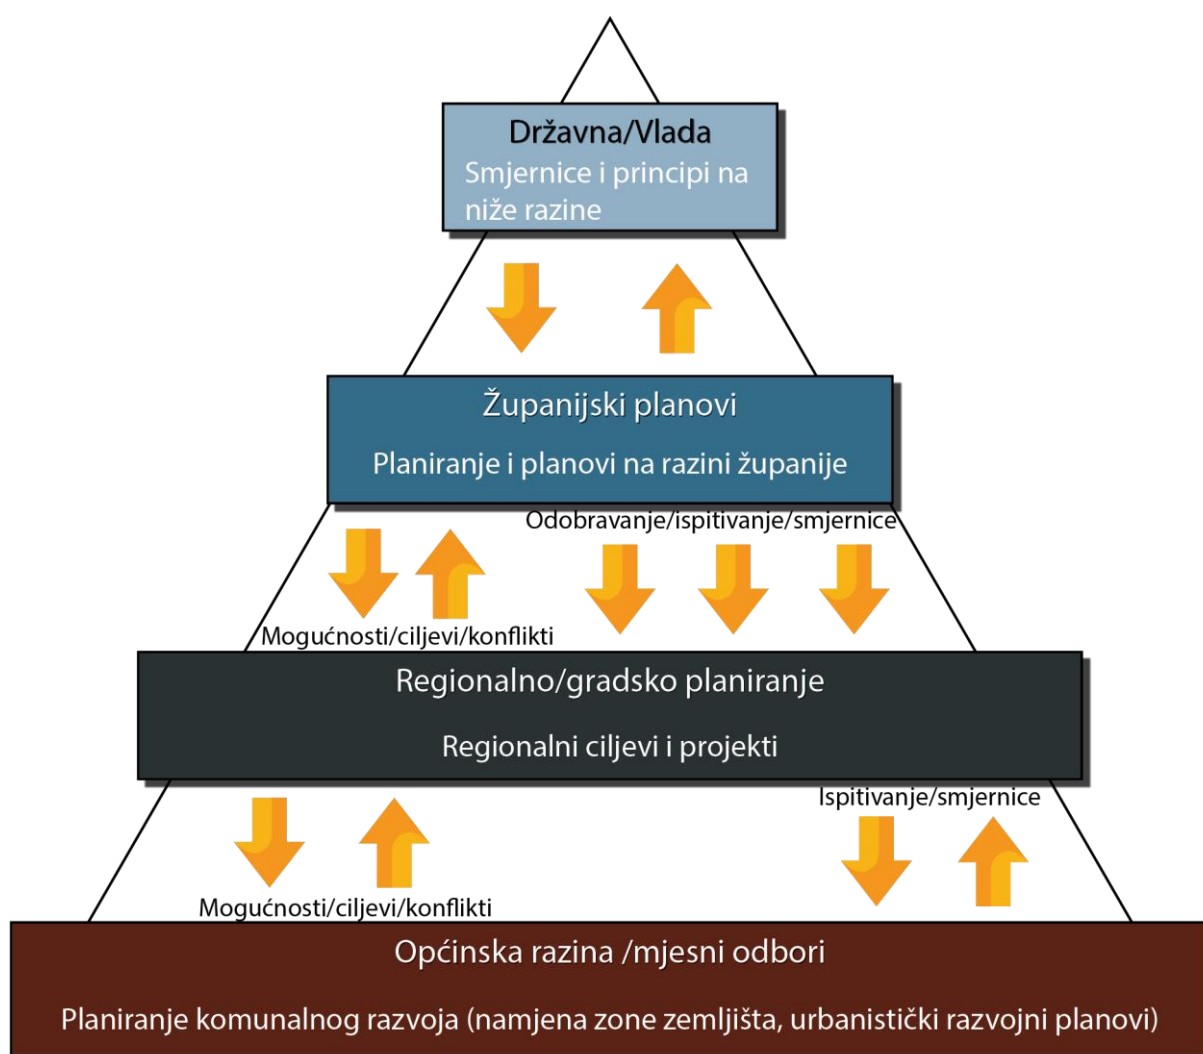 Državna/Vlada
Smjernice i principi na
niže razine
Županijski planovi
Planiranje i planovi na razini županije
Odobravanje/ispitivanje/smjernice
Mogućnosti/ciljevi/konflikti
Regionalno/gradsko planiranje
Regionalni ciljevi i projekti
Ispitivanje/smjernice
Mogućnosti/ciljevi/konflikti
Općinska razina /mjesni odbori
Planiranje komunalnog razvoja (namjena zone zemljišta, urbanistički razvojni planovi)